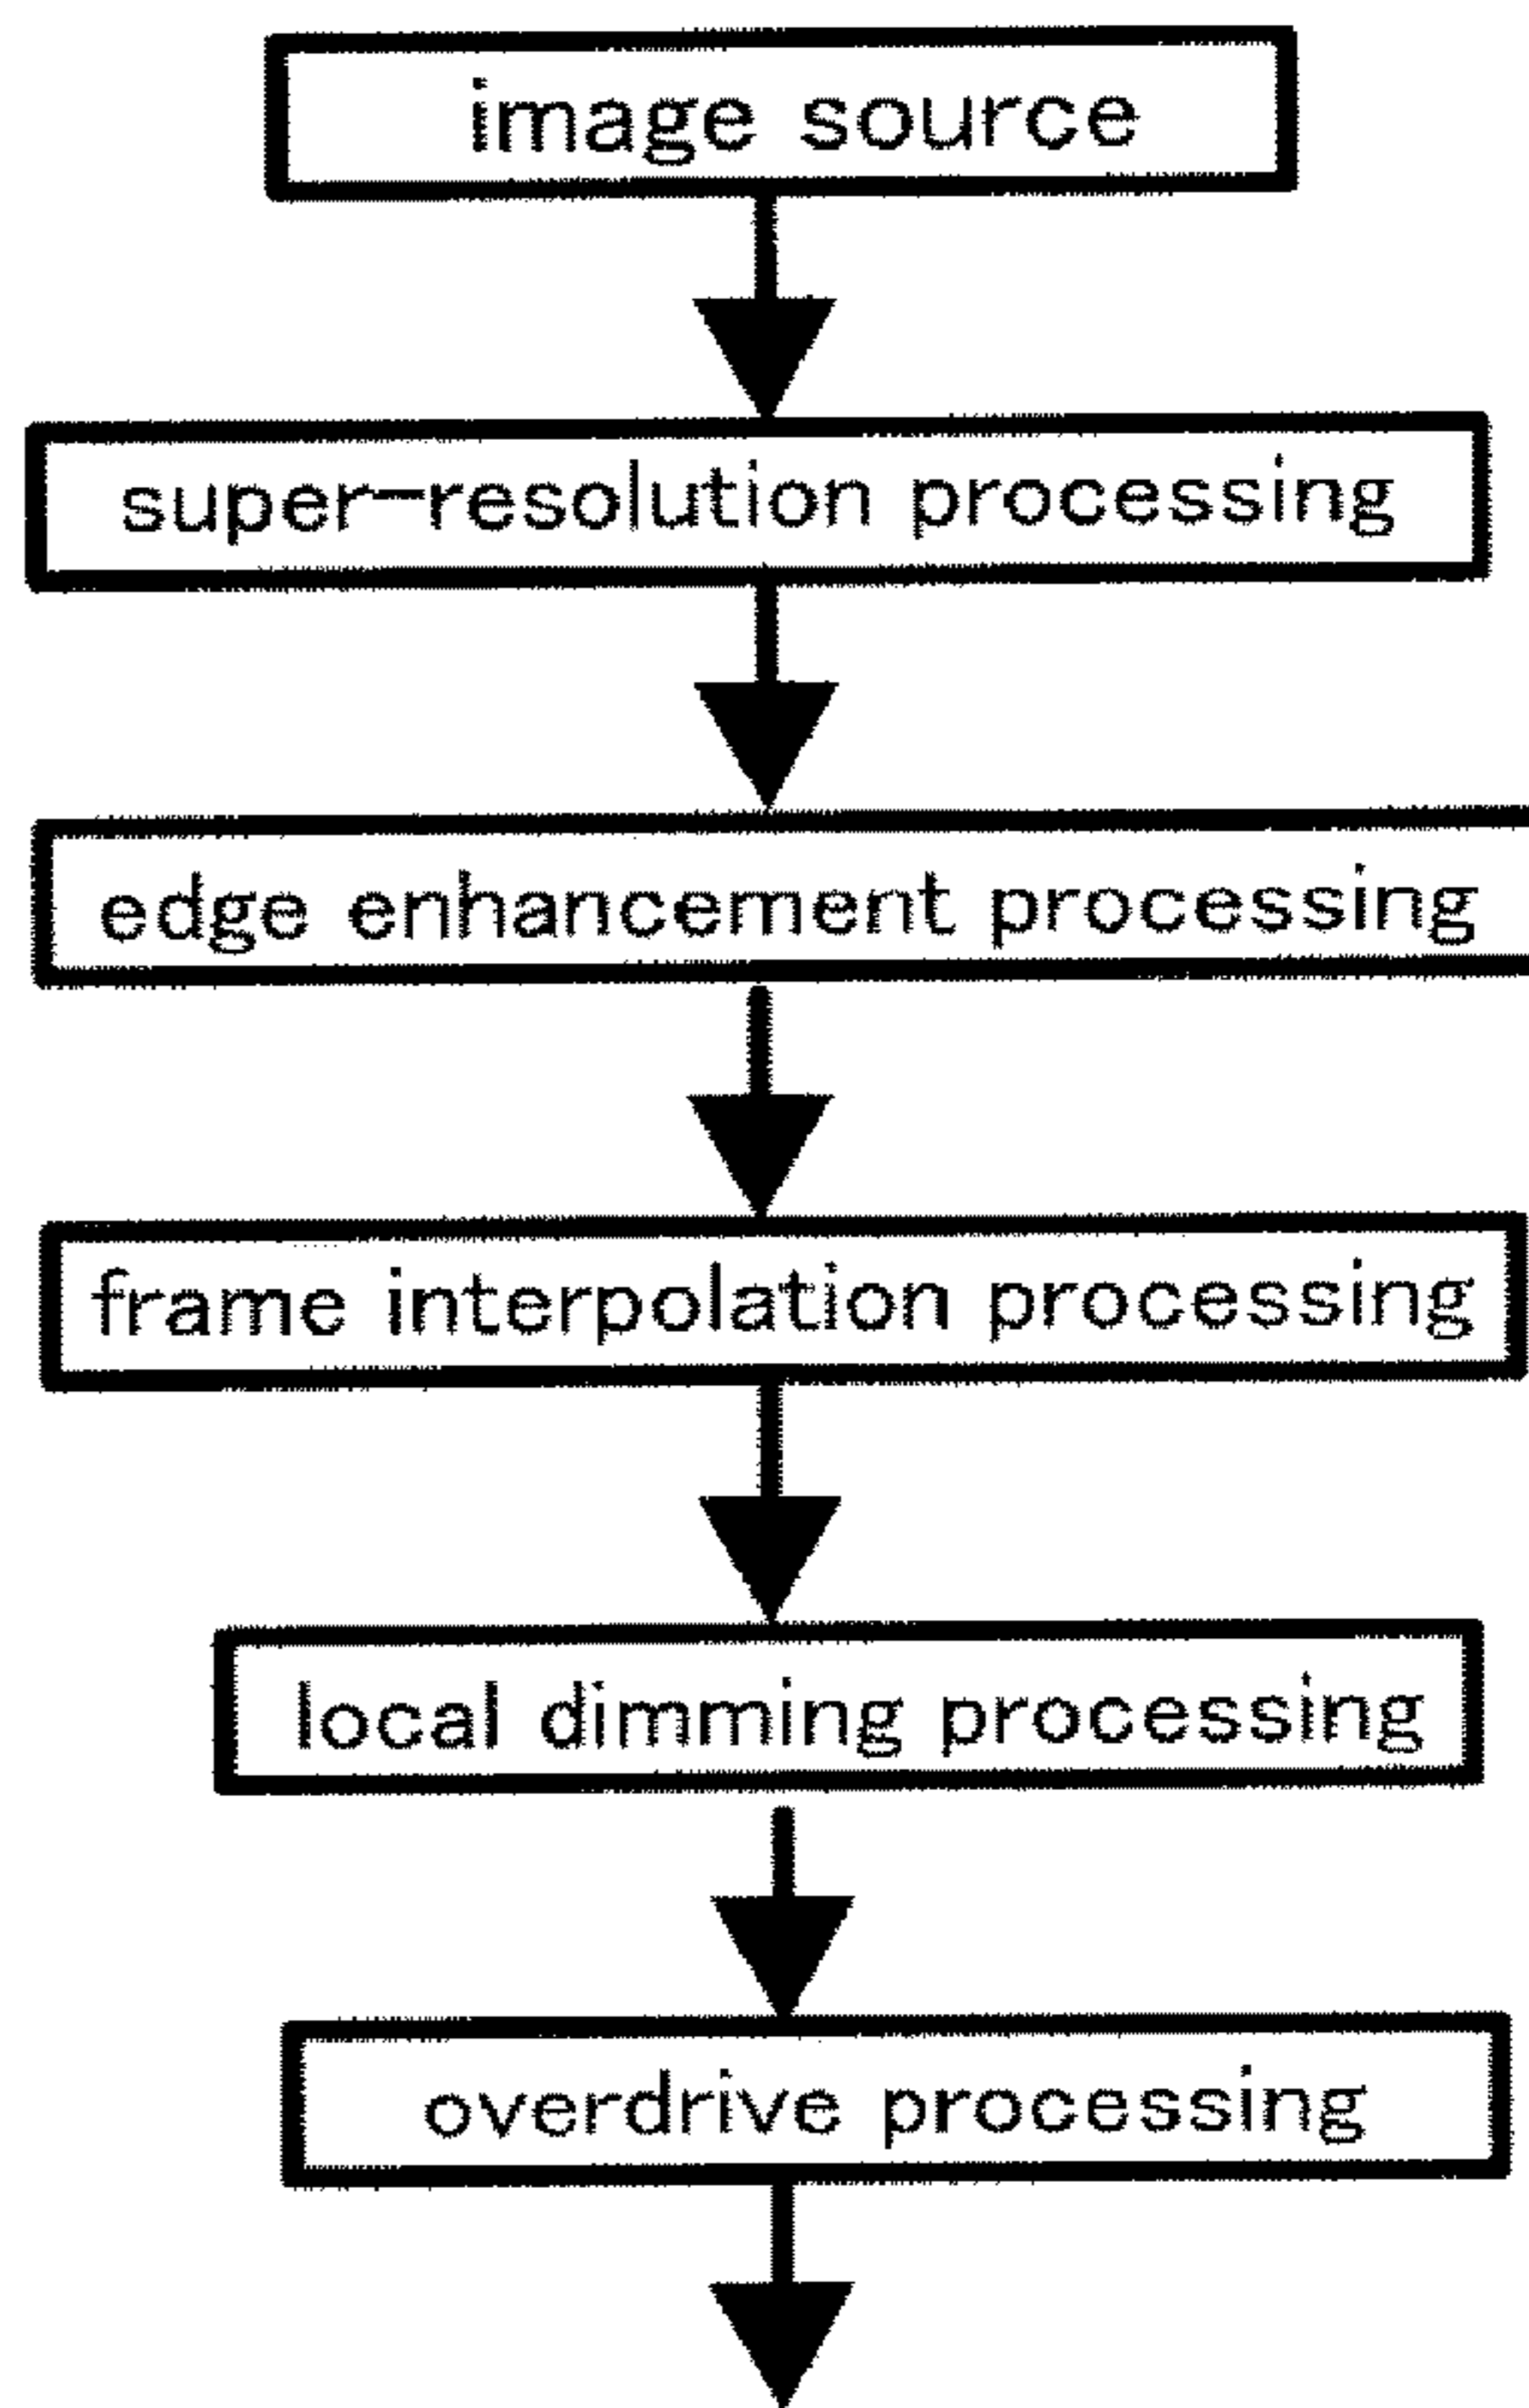 image source
super-resolution processing
edge enhancement processing
frame interpolation processing
local dimming processing
overdrive processing